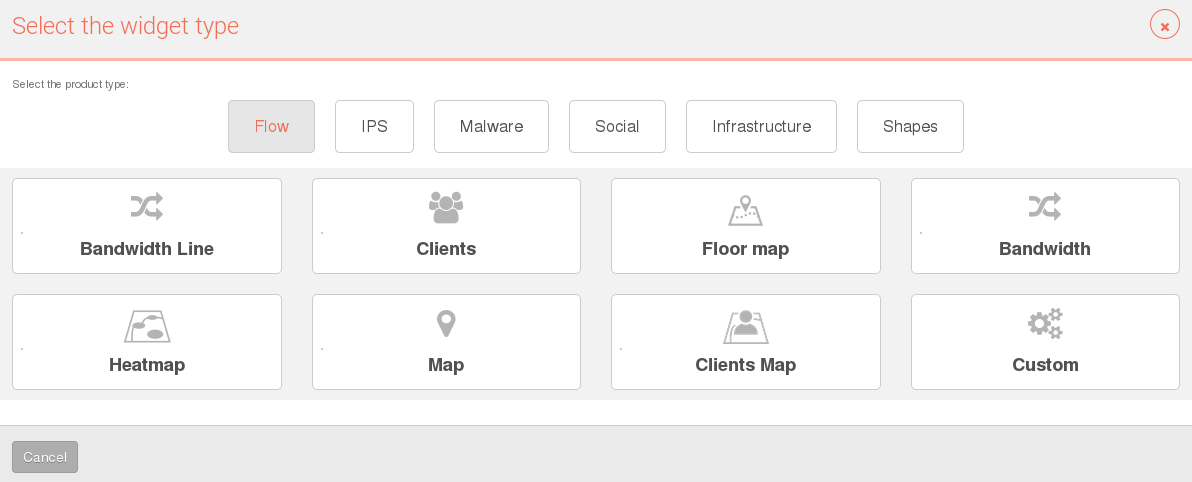 Select the widget type
Select the product type:
Flow IPS Malware Social Infrastructure Shapes
Bandwidth Line Clients Floor map Bandwidth
Heatmap Map Clients Map Custom
Cancel